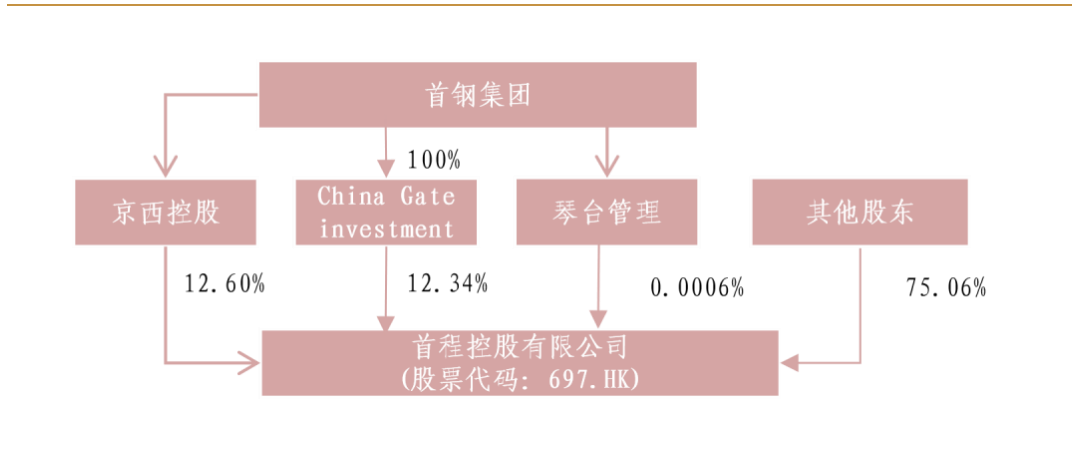 首钢集团
100%
京西控股
China Gate
investment
琴台管理
其他股东
12.60%
12.34%
0.0006%
75.06%
首程控股有限公司
(股票代码: 697.HK)